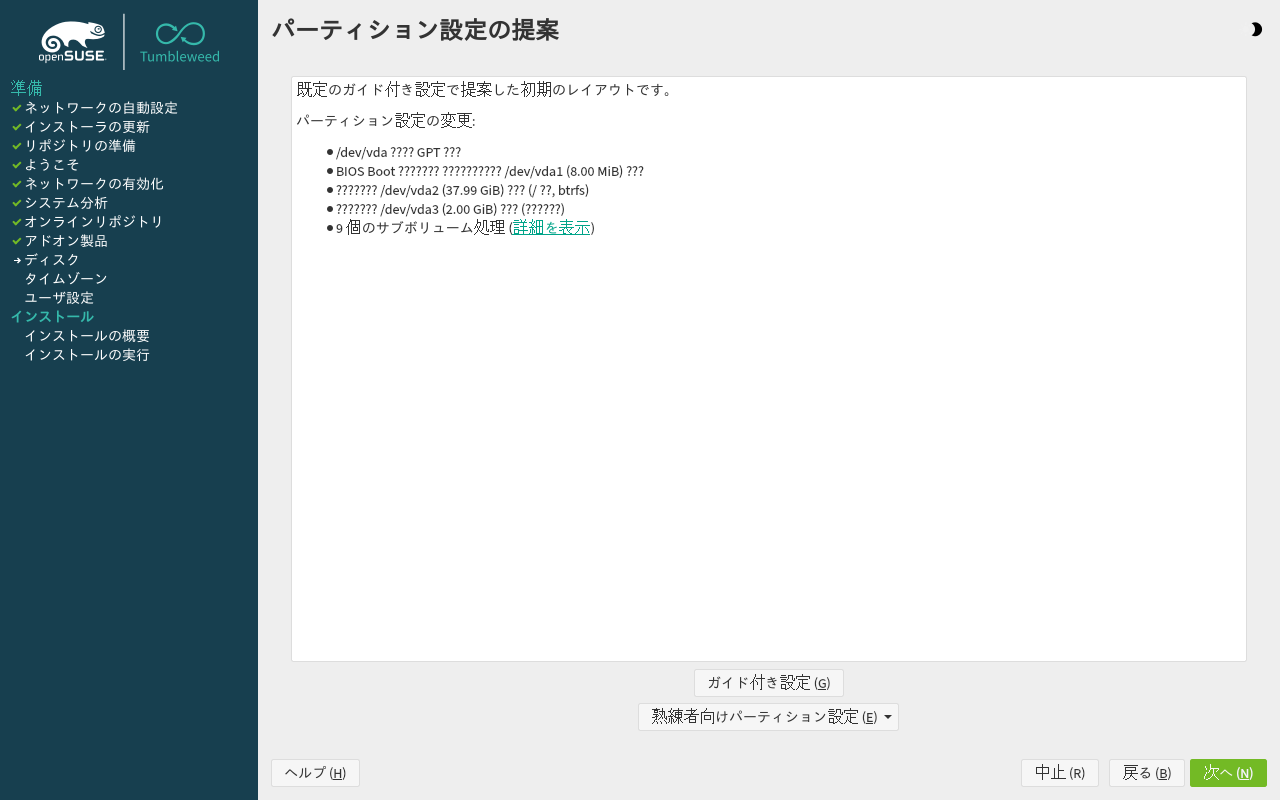 openSUSE
Tumbleweed
準備
ネットワークの自動設定
インストーラの更新
リポジトリの準備
ようこそ
ネットワークの有効化
システム分析
オンラインリポジトリ
アドオン製品
ディスク
タイムゾーン
ユーザ設定
インストール
インストールの概要
インストールの実行
パーティション設定の提案
既定のガイド付き設定で提案した初期のレイアウトです。
パーティション設定の変更:
/dev/vda ???? GPT ???
BIOS Boot ??????? ?????????? /dev/vda1 (8.00 MiB) ???
??????? /dev/vda2 (37.99 GiB) ??? (/ ??, btrfs)
??????? /dev/vda3 (2.00 GiB) ??? (??????)
9 個のサブボリューム処理 (詳細を表示)
ガイド付き設定 (G)
熟練者向けパーティション設定 (E)
ヘルプ (H)
中止 (R)
戻る (B)
次へ (N)